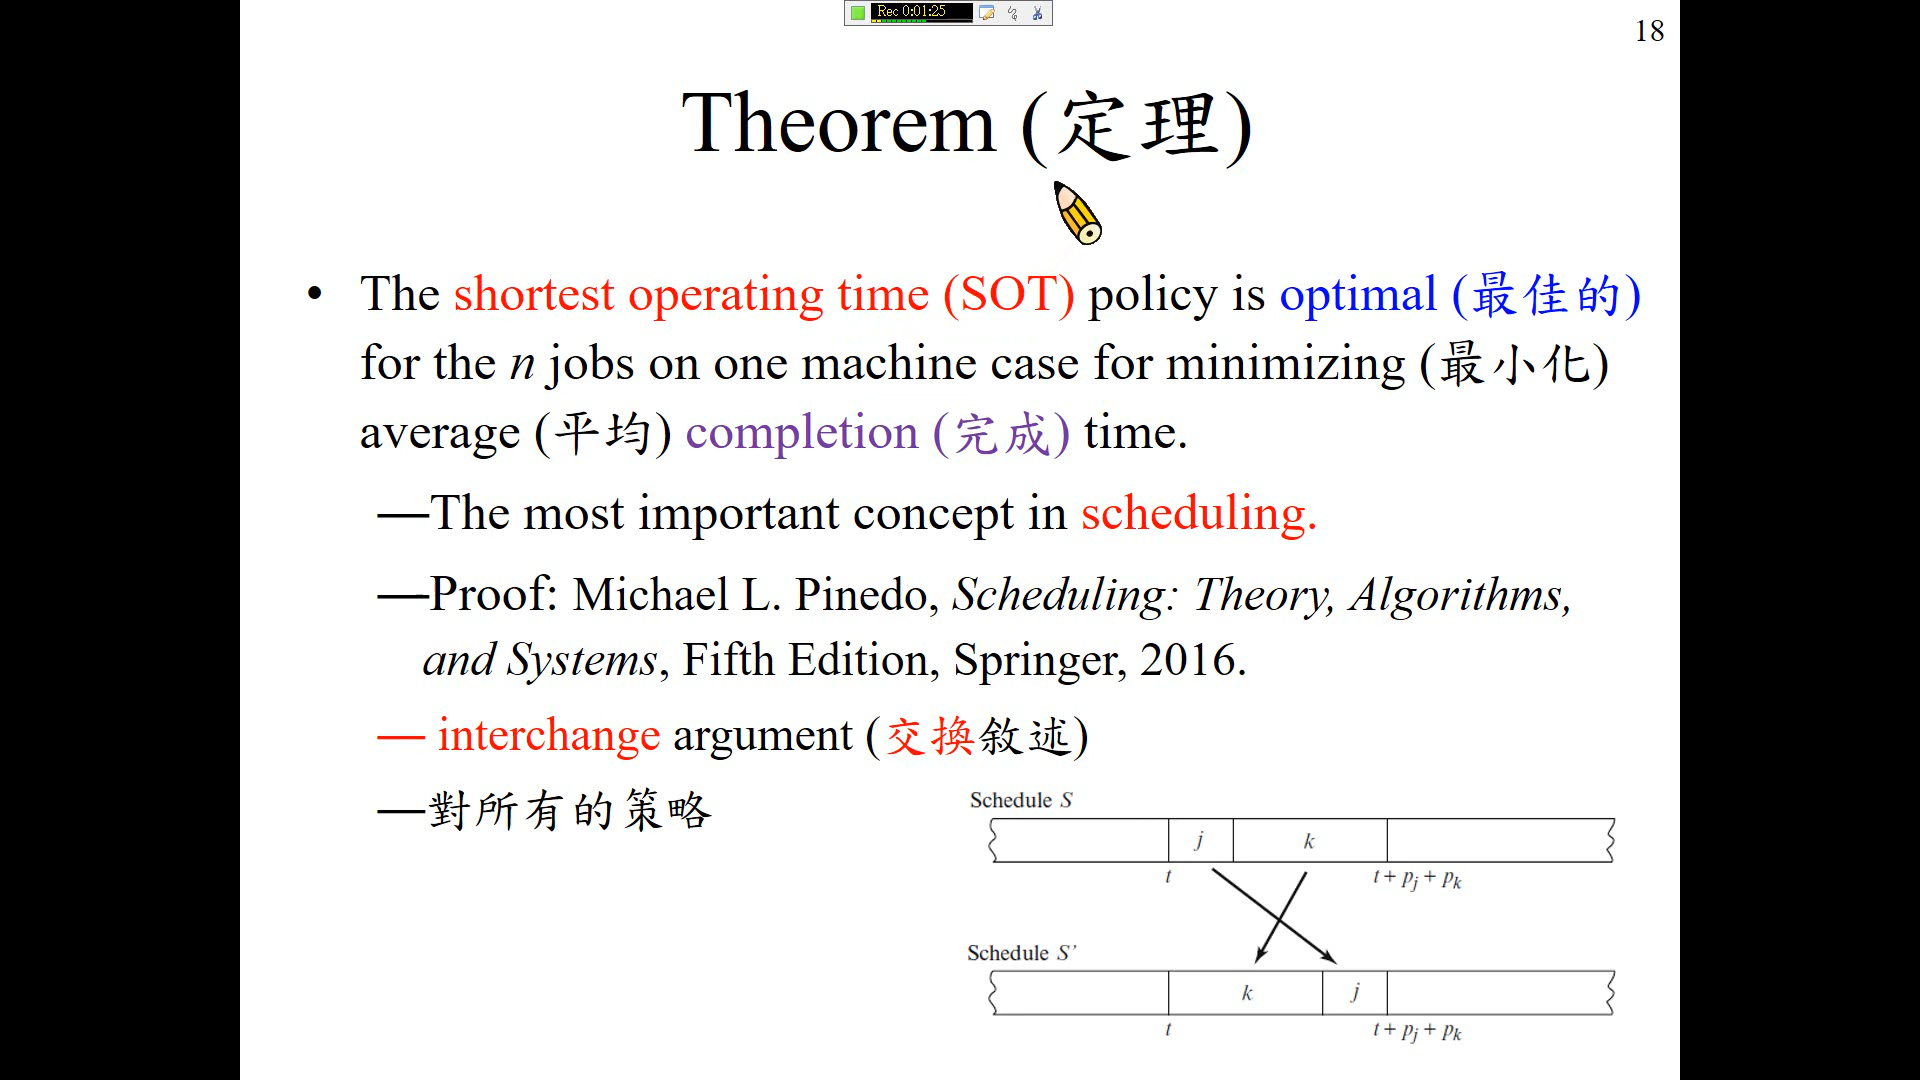 Rec 0:01:25
18
Theorem (定理)
• The shortest operating time (SOT) policy is optimal (最佳的)
for the n jobs on one machine case for minimizing (最小化)
average (平均) completion (完成) time.
—The most important concept in scheduling.
—Proof: Michael L. Pinedo, Scheduling: Theory, Algorithms,
and Systems, Fifth Edition, Springer, 2016.
— interchange argument (交換敘述)
—對所有的策略
Schedule S
j k
t t + pj + pk
Schedule S’
k j
t t + pj + pk